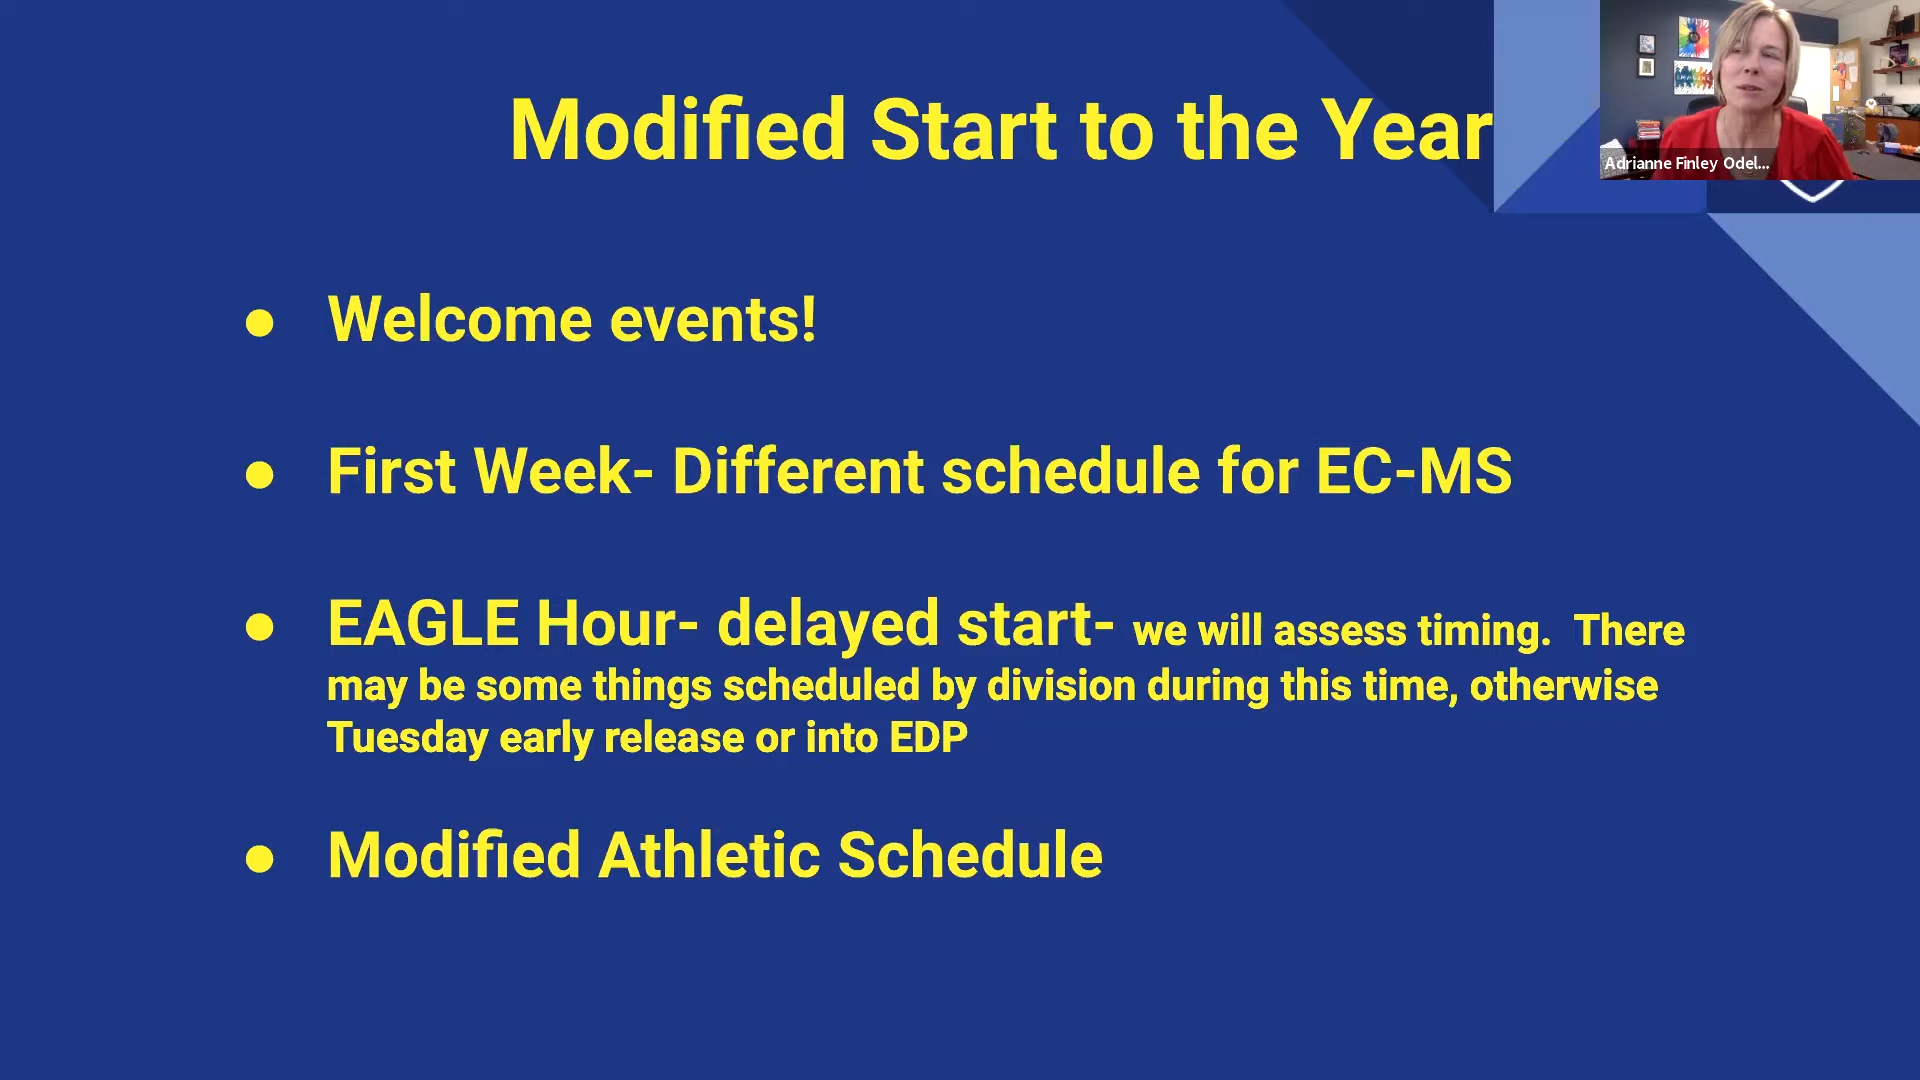 Modified Start to the Year
Adrianne Finley Odel...
● Welcome events!
● First Week- Different schedule for EC-MS
● EAGLE Hour- delayed start- we will assess timing.  There
may be some things scheduled by division during this time, otherwise
Tuesday early release or into EDP
● Modified Athletic Schedule